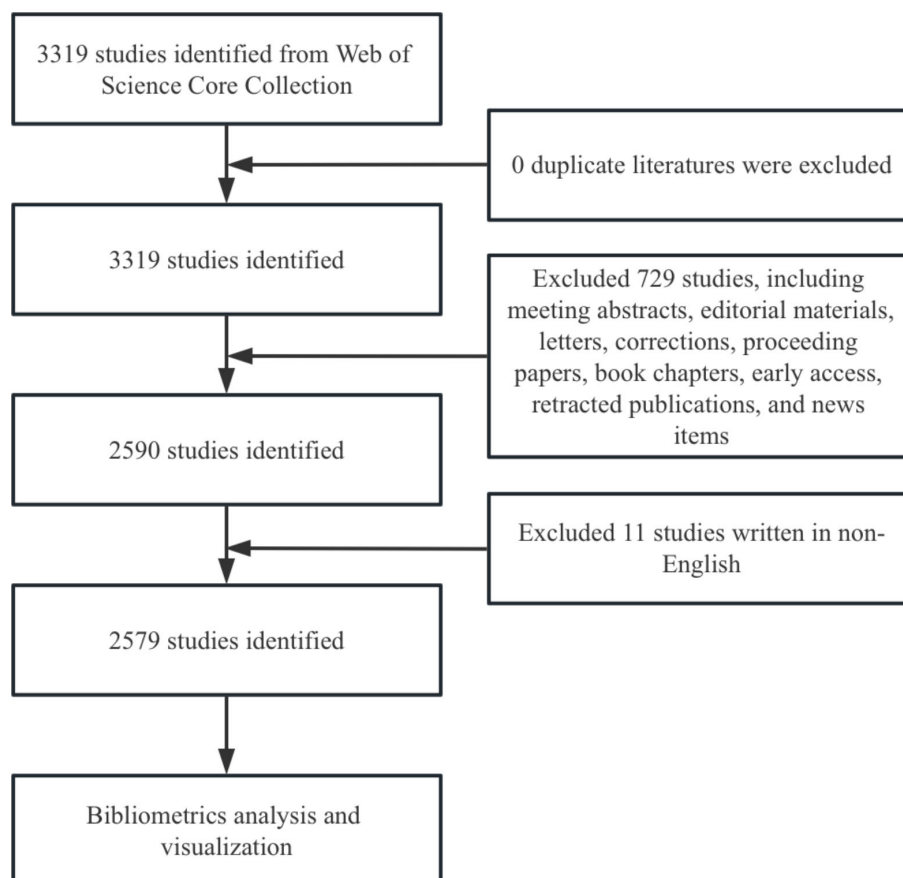 3319 studies identified from Web of
Science Core Collection
0 duplicate literatures were excluded
3319 studies identified
Excluded 729 studies, including
meeting abstracts, editorial materials,
letters, corrections, proceeding
papers, book chapters, early access,
retracted publications, and news
items
2590 studies identified
Excluded 11 studies written in non-
English
2579 studies identified
Bibliometrics analysis and
visualization